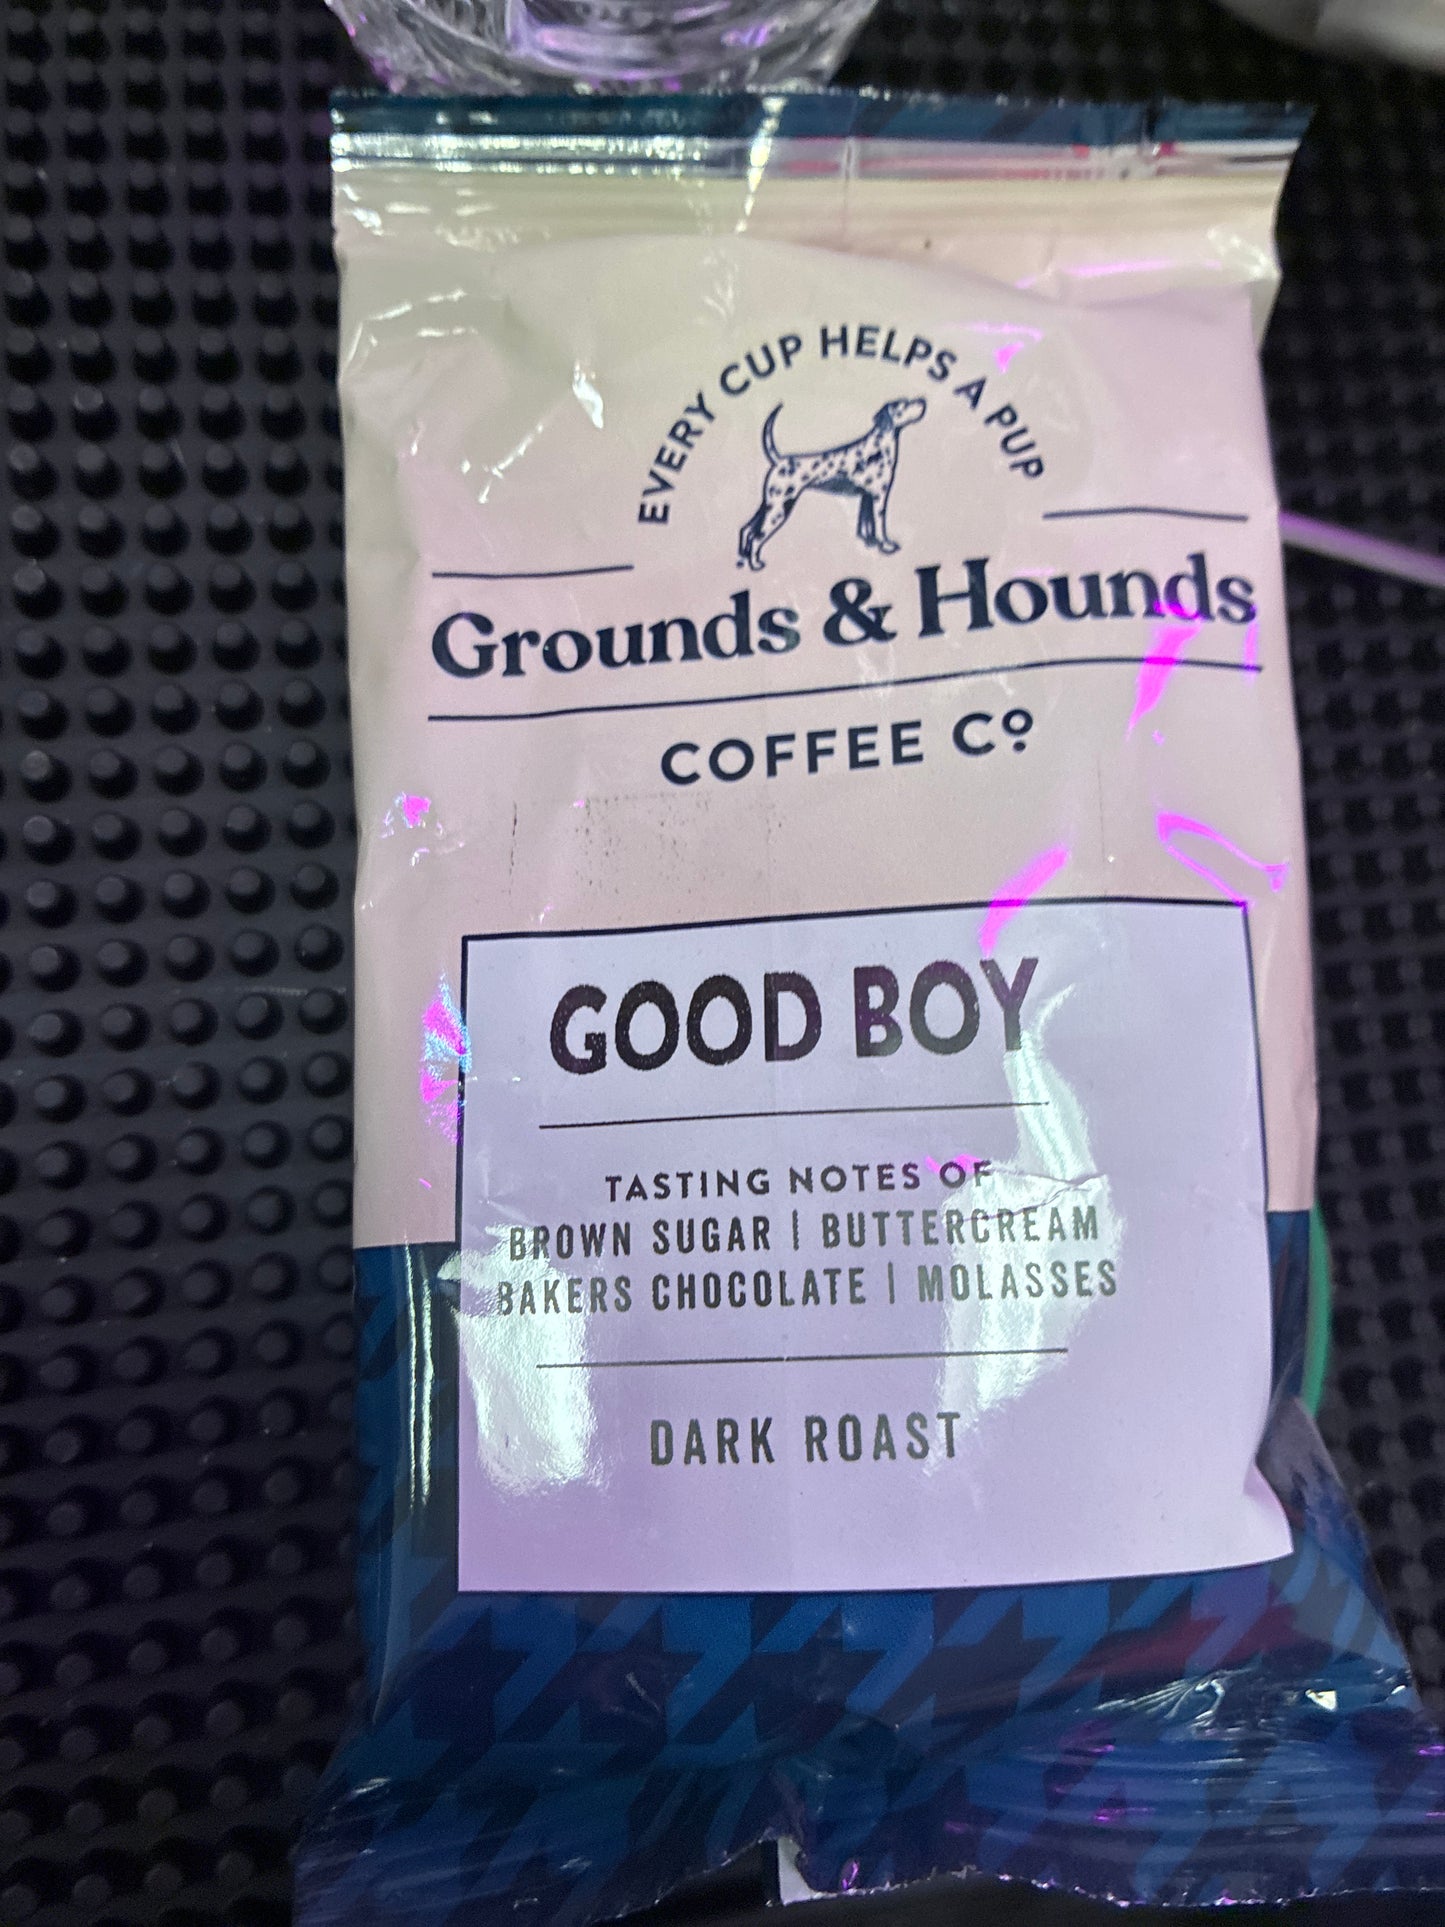 EVERY CUP HELPS A PUP
Grounds & Hounds
COFFEE Cº
GOOD BOY
TASTING NOTES OF
BROWN SUGAR | BUTTERCREAM
BAKERS CHOCOLATE | MOLASSES
DARK ROAST